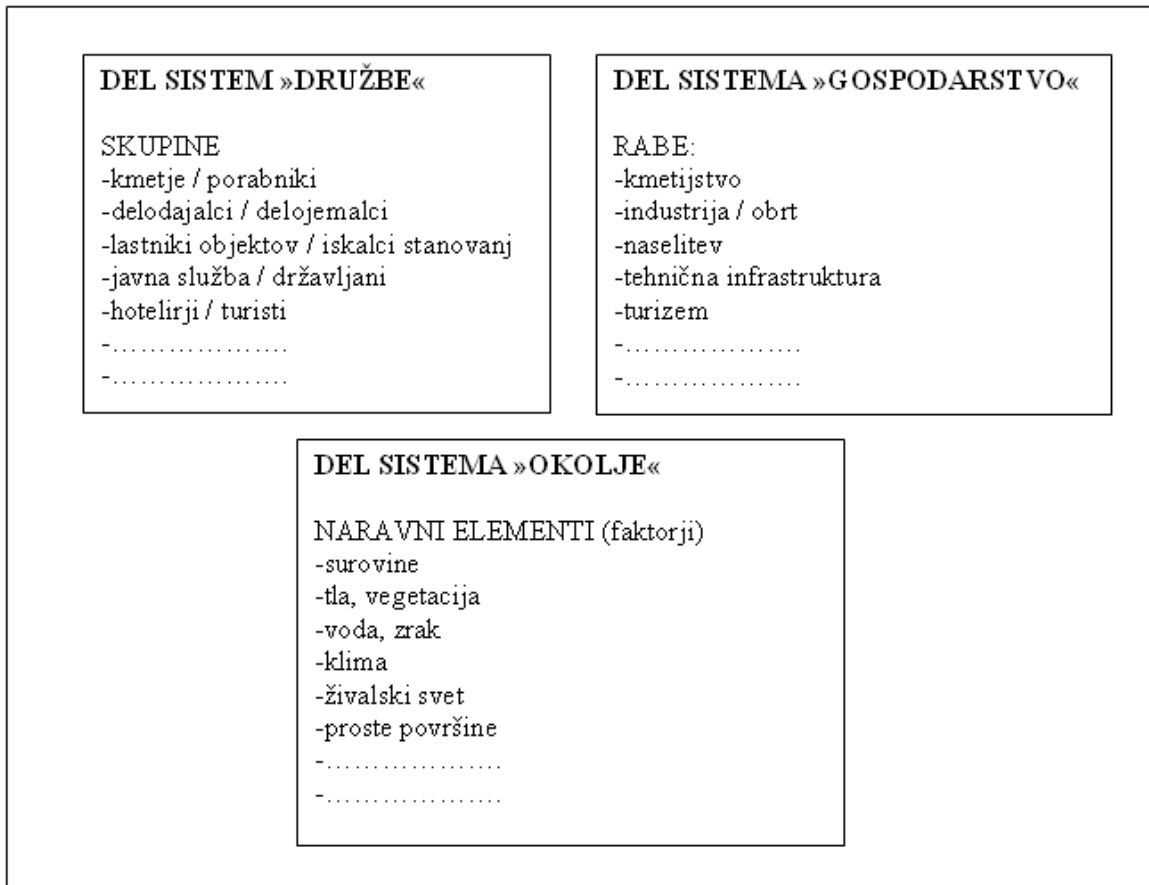 DEL SISTEM »DRUŽBE«
SKUPINE
-kmetje / porabniki
-delodajalci / delojemalci
-lastniki objektov / iskalci stanovanj
-javna služba / državljani
-hotelirji / turisti
-……………….
-……………….
DEL SISTEMA »GOSPODARSTVO«
RABE:
-kmetijstvo
-industrija / obrt
-naselitev
-tehnična infrastruktura
-turizem
-……………….
-……………….
DEL SISTEMA »OKOLJE«
NARAVNI ELEMENTI (faktorji)
-surovine
-tla, vegetacija
-voda, zrak
-klima
-živalski svet
-proste površine
-……………….
-……………….